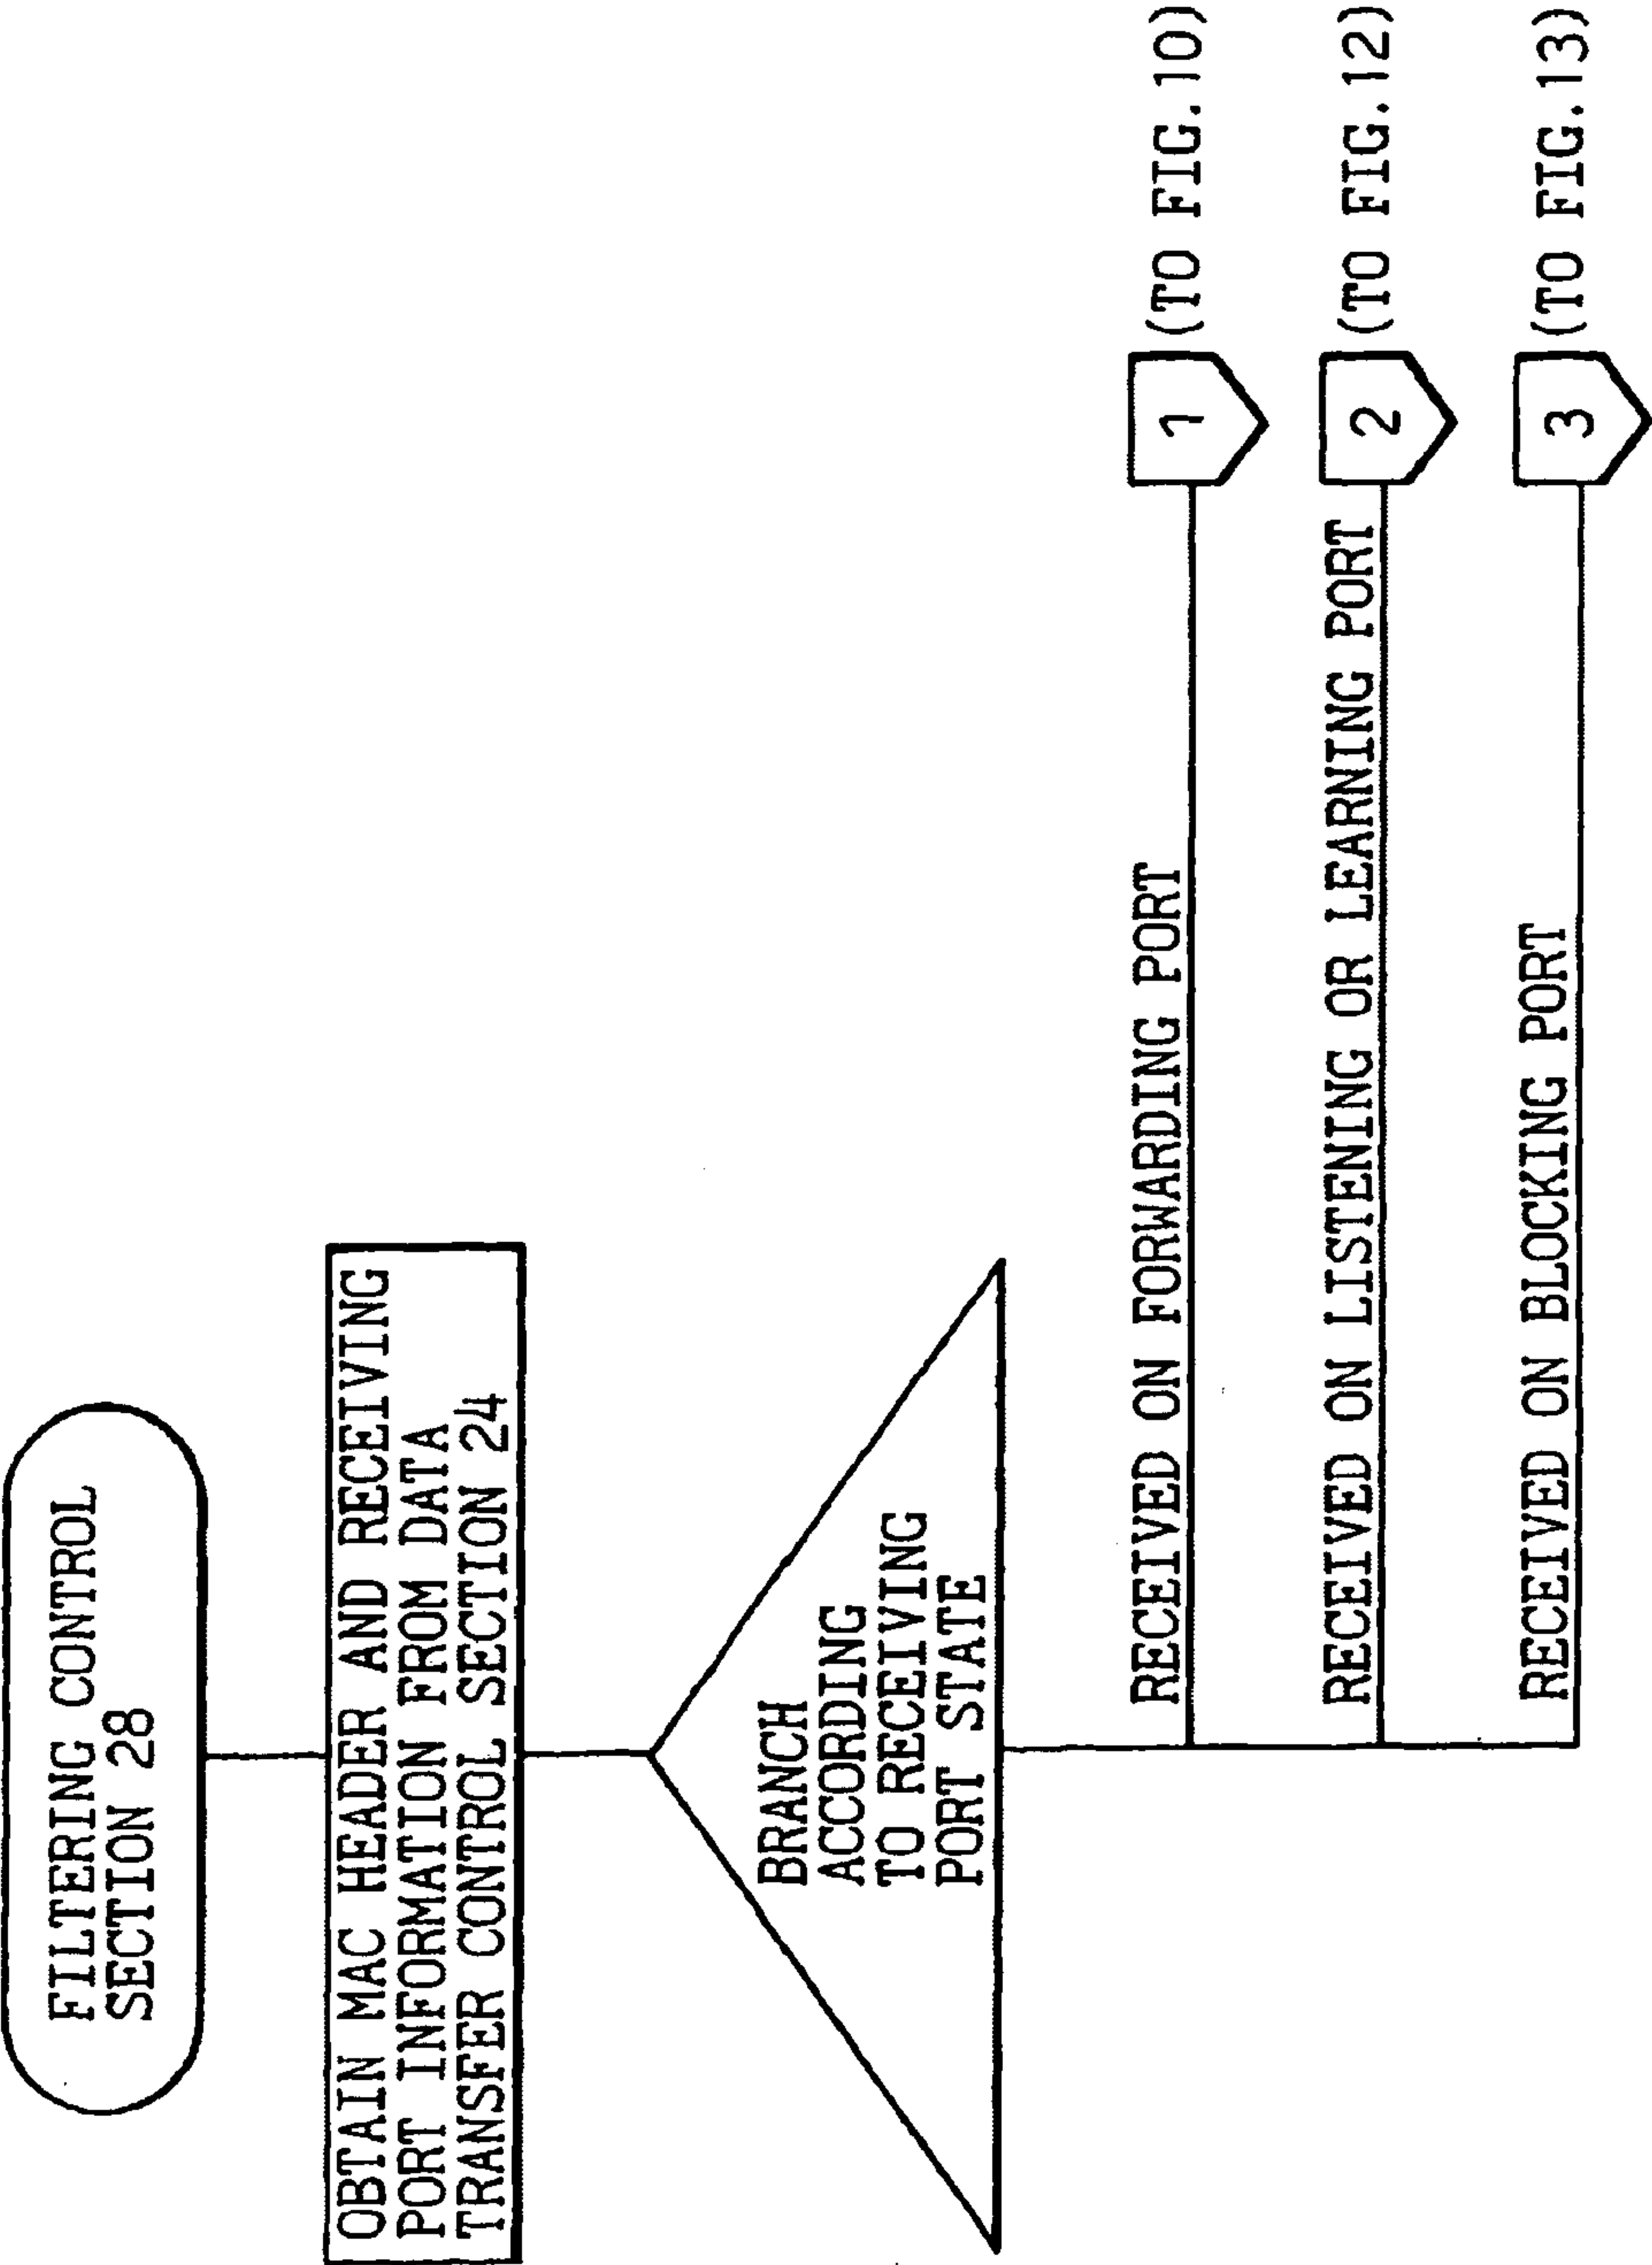 FILTERING CONTROL
SECTION 28
OBTAIN MAC HEADER AND RECEIVING
PORT INFORMATION FROM DATA
TRANSFER CONTROL SECTION 24
BRANCH
ACCORDING
TO RECEIVING
PORT STATE
RECEIVED ON FORWARDING PORT
1
(TO FIG.10)
RECEIVED ON LISTENING OR LEARNING PORT
2
(TO FIG.12)
RECEIVED ON BLOCKING PORT
3
(TO FIG.13)